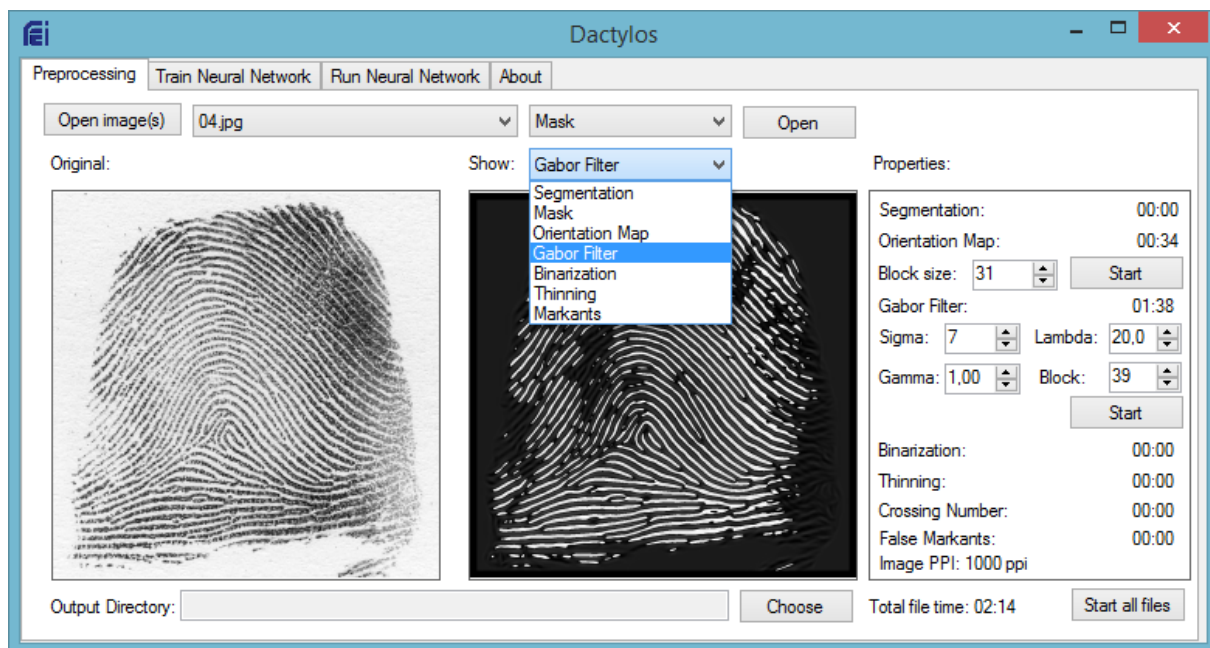 Dactylos
Preprocessing Train Neural Network Run Neural Network About
Open image(s) 04.jpg Mask Open
Original: Show: Gabor Filter Properties:
Segmentation
Mask
Orientation Map
Gabor Filter
Binarization
Thinning
Markants
Segmentation: 00:00
Orientation Map: 00:34
Block size: 31 Start
Gabor Filter: 01:38
Sigma: 7 Lambda: 20,0
Gamma: 1,00 Block: 39
Start
Binarization: 00:00
Thinning: 00:00
Crossing Number: 00:00
False Markants: 00:00
Image PPI: 1000 ppi
Output Directory: Choose Total file time: 02:14 Start all files